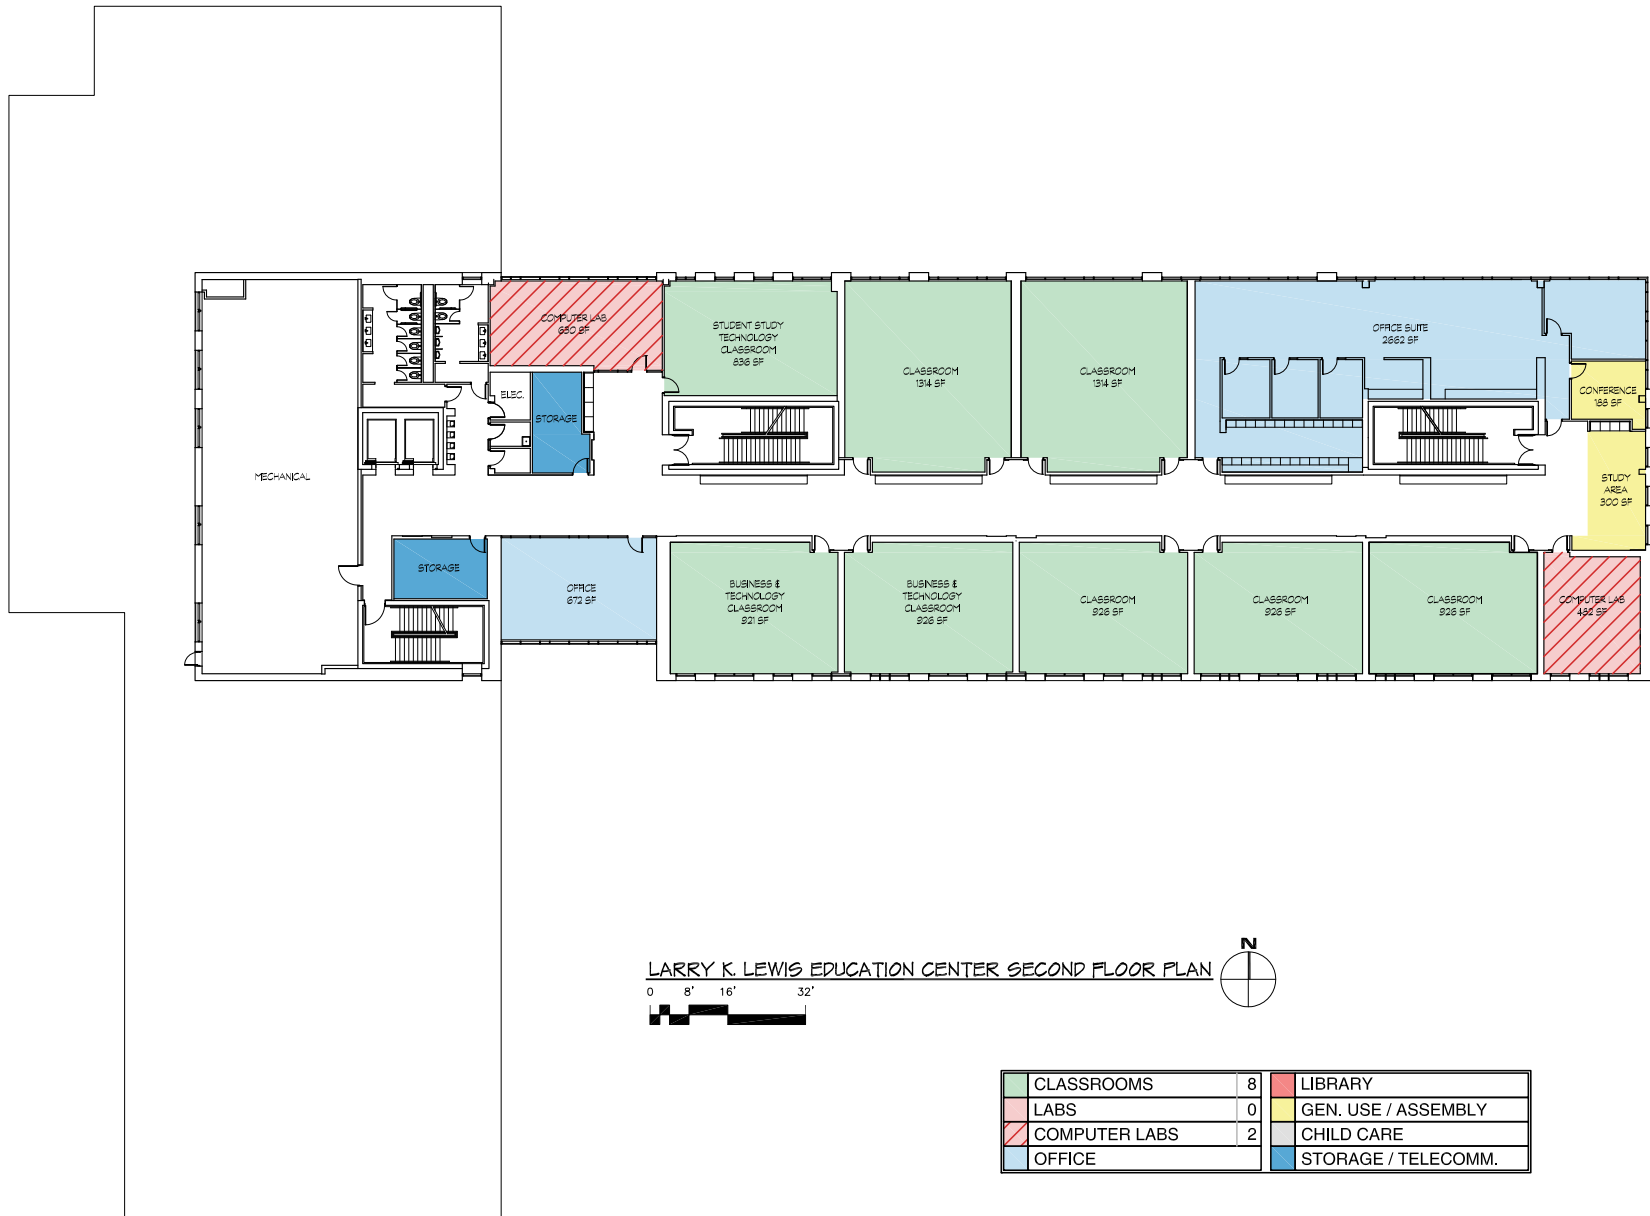 COMPUTER LAB
650 SF
STUDENT STUDY
TECHNOLOGY
CLASSROOM
836 SF
CLASSROOM
1314 SF
CLASSROOM
1314 SF
OFFICE SUITE
2662 SF
CONFERENCE
188 SF
ELEC.
STORAGE
MECHANICAL
STUDY
AREA
300 SF
STORAGE
OFFICE
672 SF
BUSINESS &
TECHNOLOGY
CLASSROOM
921 SF
BUSINESS &
TECHNOLOGY
CLASSROOM
926 SF
CLASSROOM
926 SF
CLASSROOM
926 SF
CLASSROOM
926 SF
COMPUTER LAB
482 SF
N
LARRY K. LEWIS EDUCATION CENTER SECOND FLOOR PLAN
0 8' 16' 32'
CLASSROOMS 8
LABS 0
COMPUTER LABS 2
OFFICE
LIBRARY
GEN. USE / ASSEMBLY
CHILD CARE
STORAGE / TELECOMM.